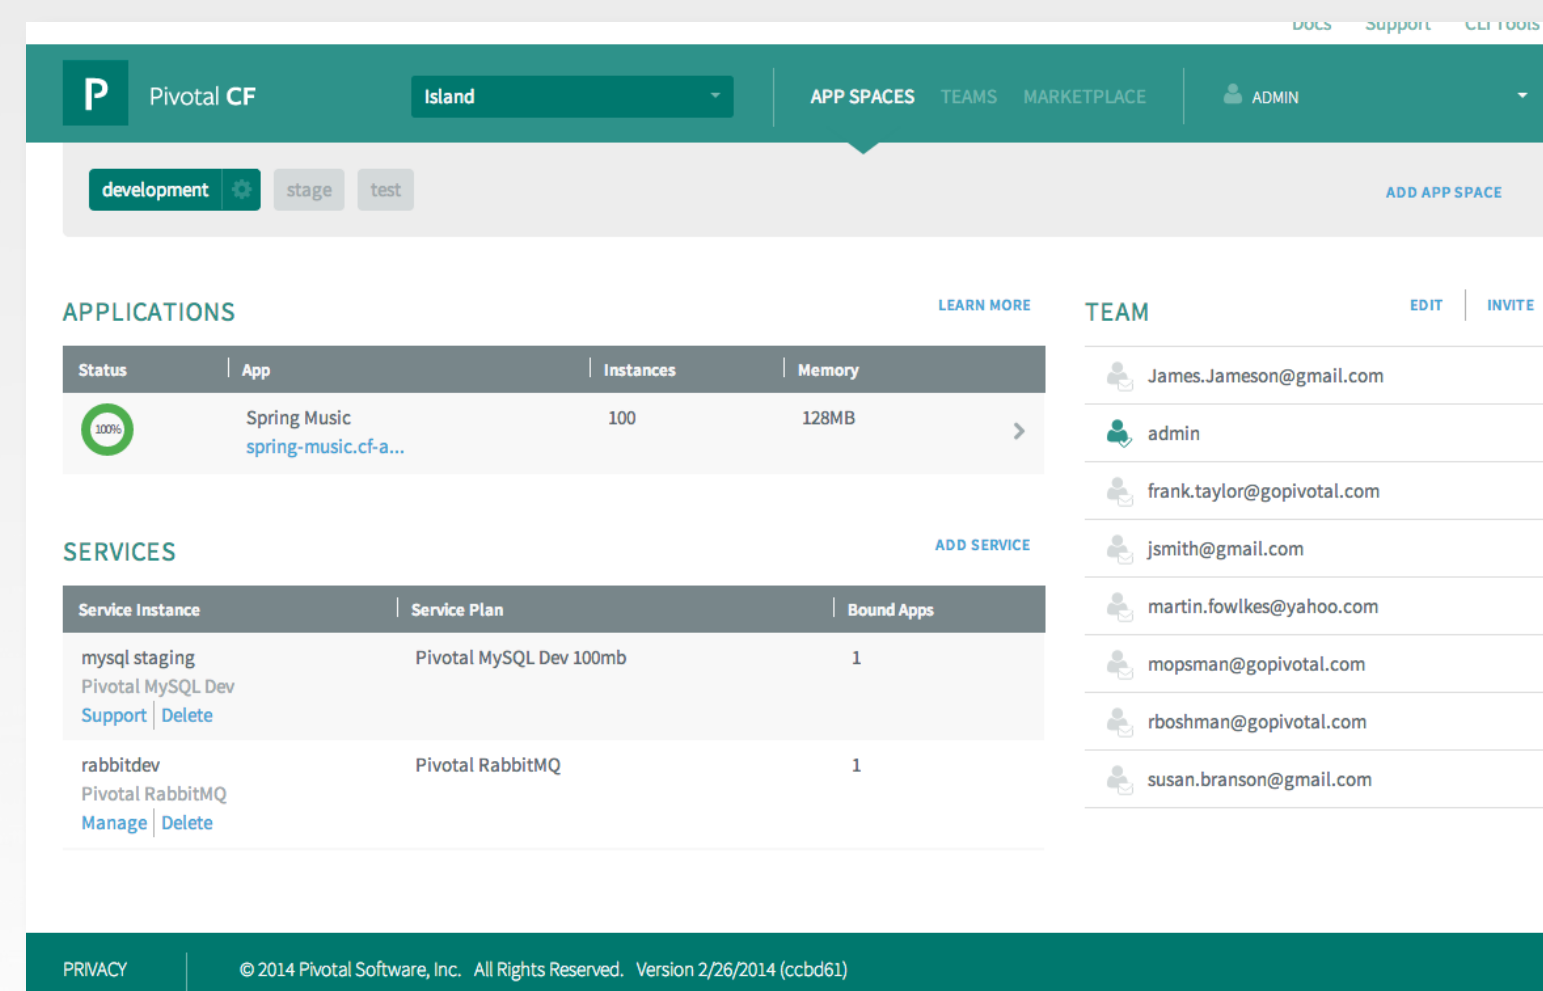 Docs Support CLI Tools
P Pivotal CF Island APP SPACES TEAMS MARKETPLACE ADMIN
development stage test ADD APP SPACE
APPLICATIONS LEARN MORE
Status App Instances Memory
100% Spring Music 100 128MB
spring-music.cf-a...
SERVICES ADD SERVICE
Service Instance Service Plan Bound Apps
mysql staging Pivotal MySQL Dev 100mb 1
Pivotal MySQL Dev
Support Delete
rabbitdev Pivotal RabbitMQ 1
Pivotal RabbitMQ
Manage Delete
TEAM EDIT INVITE
James.Jameson@gmail.com
admin
frank.taylor@gopivotal.com
jsmith@gmail.com
martin.fowlkes@yahoo.com
mopsman@gopivotal.com
rboshman@gopivotal.com
susan.branson@gmail.com
PRIVACY © 2014 Pivotal Software, Inc. All Rights Reserved. Version 2/26/2014 (ccbd61)